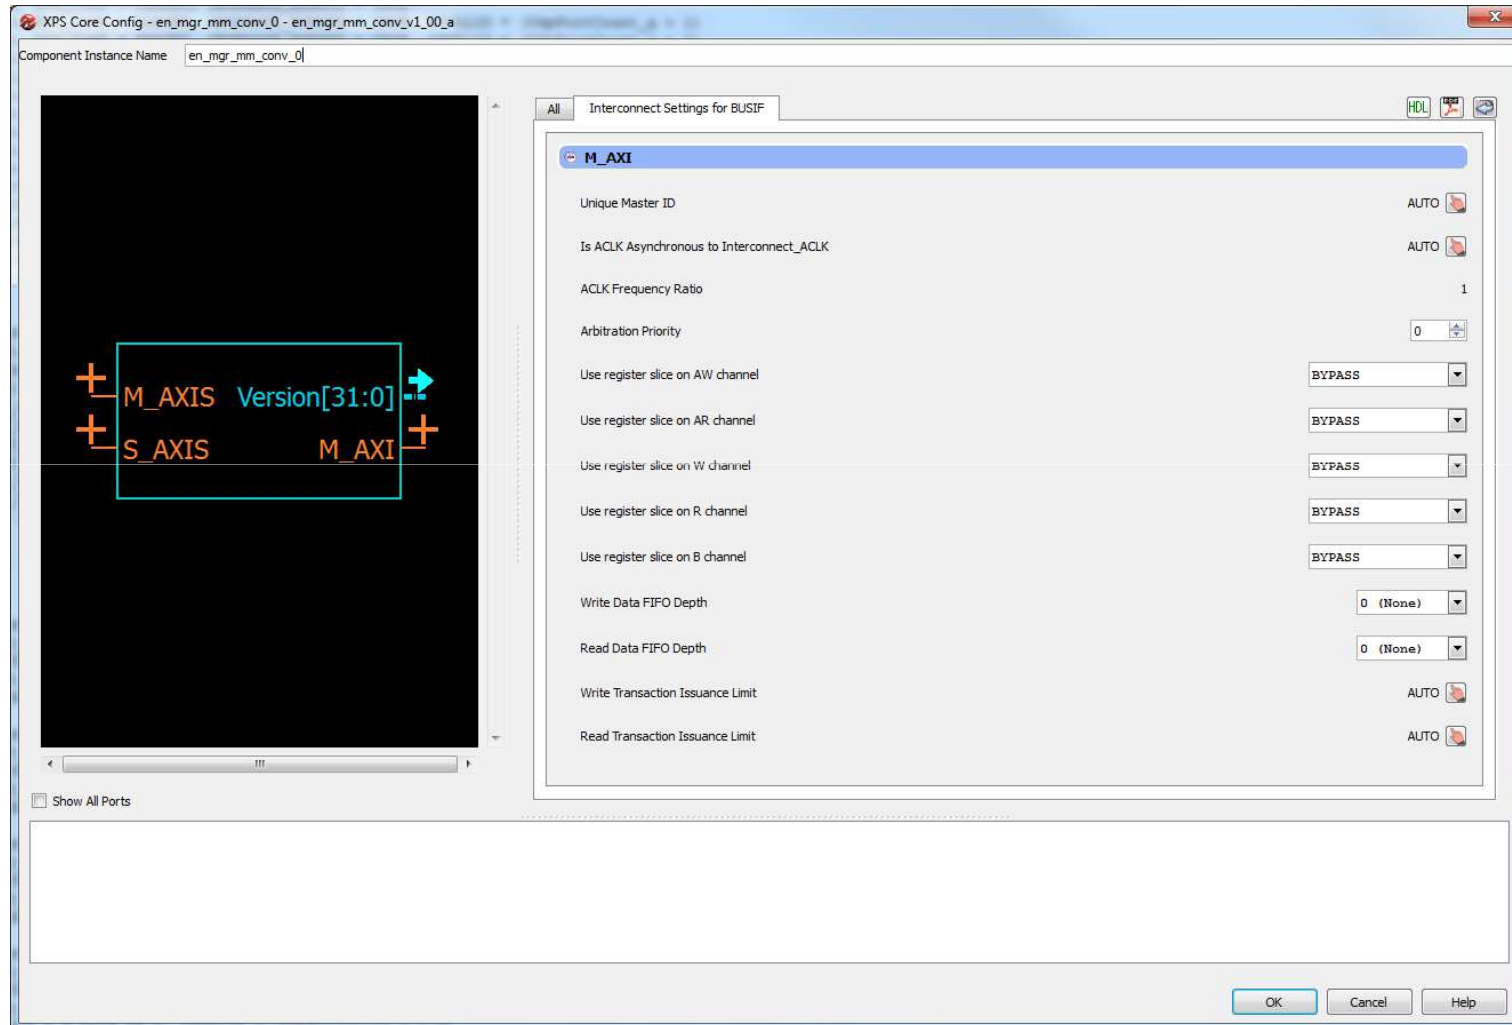 XPS Core Config - en_mgr_mm_conv_0 - en_mgr_mm_conv_v1_00_a
Component Instance Name en_mgr_mm_conv_0
All Interconnect Settings for BUSIF HDL PDF
M_AXI
Unique Master ID AUTO
Is ACLK Asynchronous to Interconnect_ACLK AUTO
ACLK Frequency Ratio 1
Arbitration Priority 0
Use register slice on AW channel BYPASS
M_AXIS Version[31:0]
Use register slice on AR channel BYPASS
S_AXIS M_AXI
Use register slice on W channel BYPASS
Use register slice on R channel BYPASS
Use register slice on B channel BYPASS
Write Data FIFO Depth 0 (None)
Read Data FIFO Depth 0 (None)
Write Transaction Issuance Limit AUTO
Read Transaction Issuance Limit AUTO
Show All Ports
OK Cancel Help